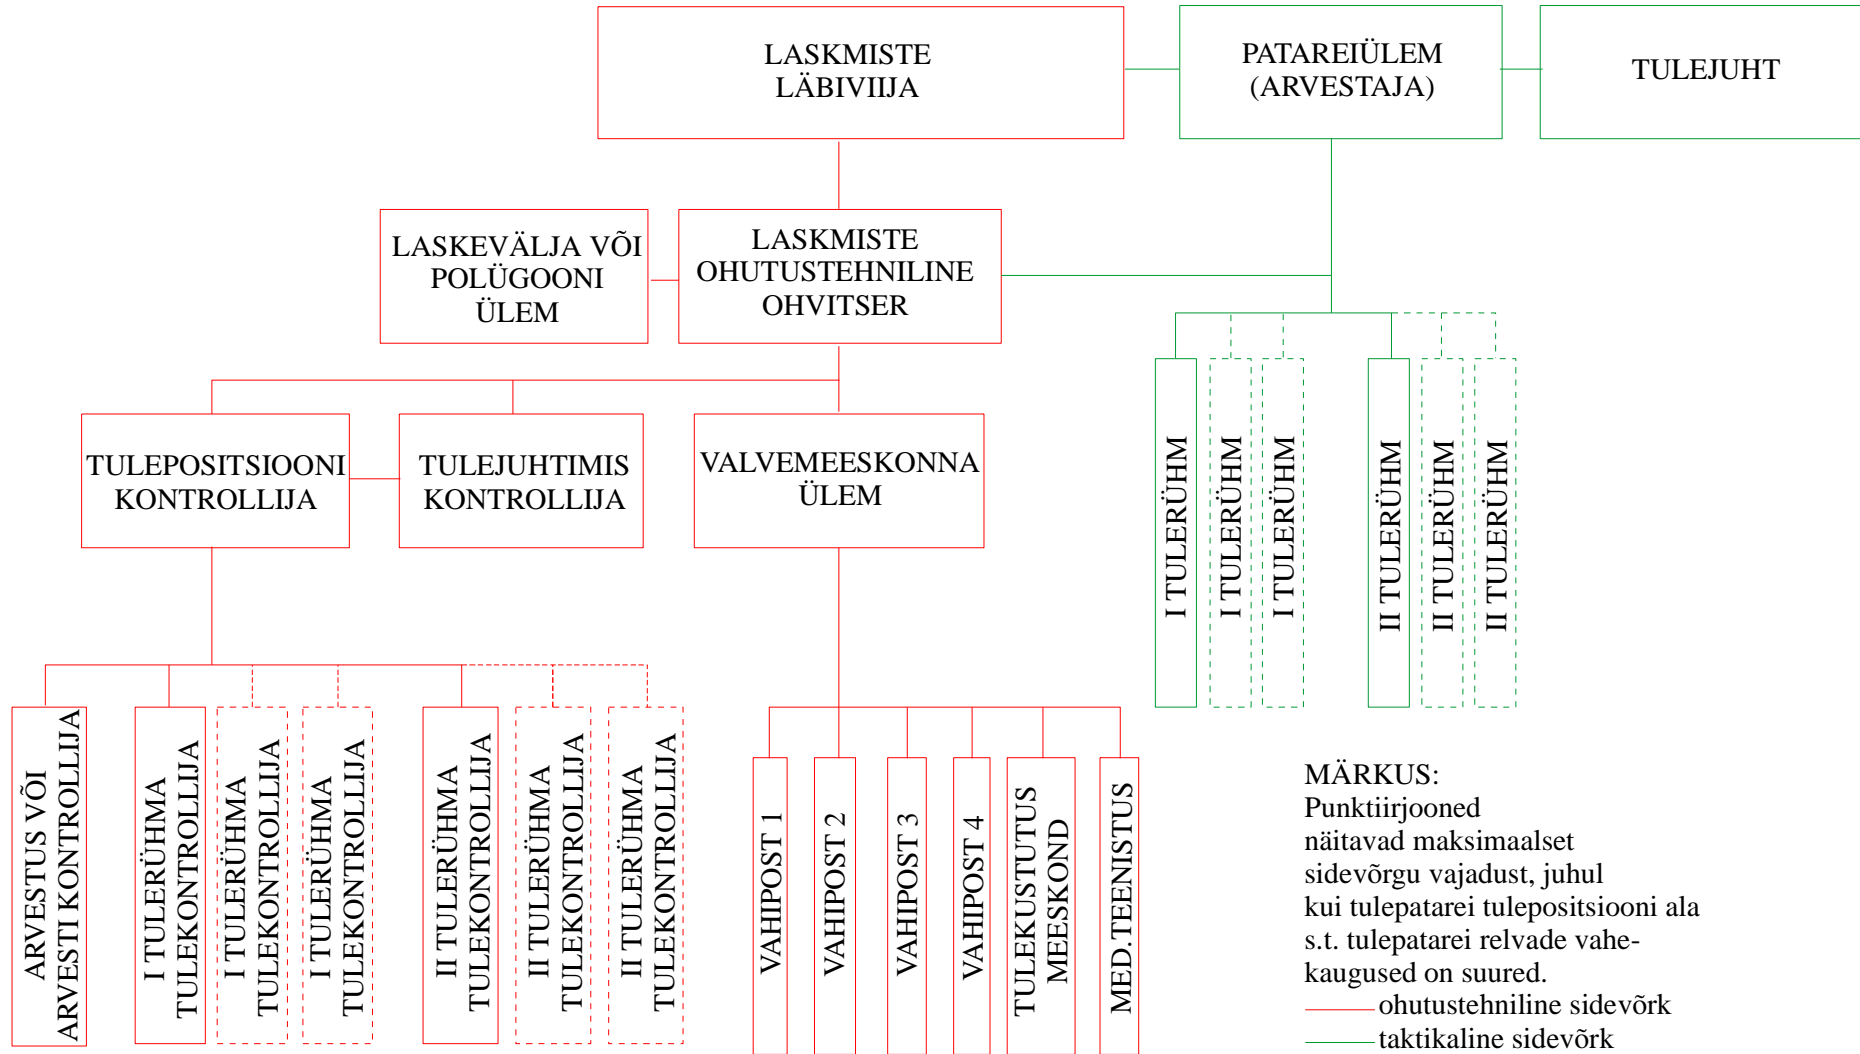 LASKMISTE
LÄBIVIIJA
PATAREIÜLEM
(ARVESTAJA)
TULEJUHT
LASKEVÄLJA VÕI
POLÜGOONI
ÜLEM
LASKMISTE
OHUTUSTEHNILINE
OHVITSER
TULEPOSITSIOONI
KONTROLLIJA
TULEJUHTIMIS
KONTROLLIJA
VALVEMEESKONNA
ÜLEM
I TULERÜHM
I TULERÜHM
I TULERÜHM
II TULERÜHM
II TULERÜHM
II TULERÜHM
ARVESTUS VÕI
ARVESTI KONTROLLIJA
I TULERÜHMA
TULEKONTROLLIJA
I TULERÜHMA
TULEKONTROLLIJA
I TULERÜHMA
TULEKONTROLLIJA
II TULERÜHMA
TULEKONTROLLIJA
II TULERÜHMA
TULEKONTROLLIJA
II TULERÜHMA
TULEKONTROLLIJA
VAHIPOST 1
VAHIPOST 2
VAHIPOST 3
VAHIPOST 4
TULEKUSTUTUS
MEESKOND
MED.TEENISTUS
MÄRKUS:
Punktiirjooned
näitavad maksimaalset
sidevõrgu vajadust, juhul
kui tulepatarei tulepositsiooni ala
s.t. tulepatarei relvade vahe-
kaugused on suured.
ohutustehniline sidevõrk
taktikaline sidevõrk